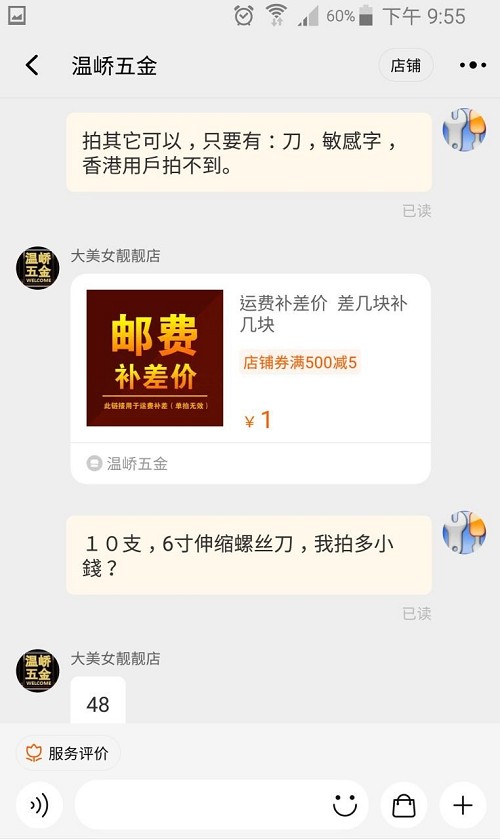 60% 下午 9:55
温峤五金
店铺
拍其它可以，只要有：刀，敏感字，
香港用戶拍不到。
已读
大美女靓靓店
温峤
五金
WELCOME
邮费
补差价
此链接用于运费补差（单拍无效）
运费补差价 差几块补
几块
店铺券满500减5
￥1
温峤五金
１０支，6寸伸缩螺丝刀，我拍多小
錢？
已读
大美女靓靓店
温峤
五金
WELCOME
48
服务评价